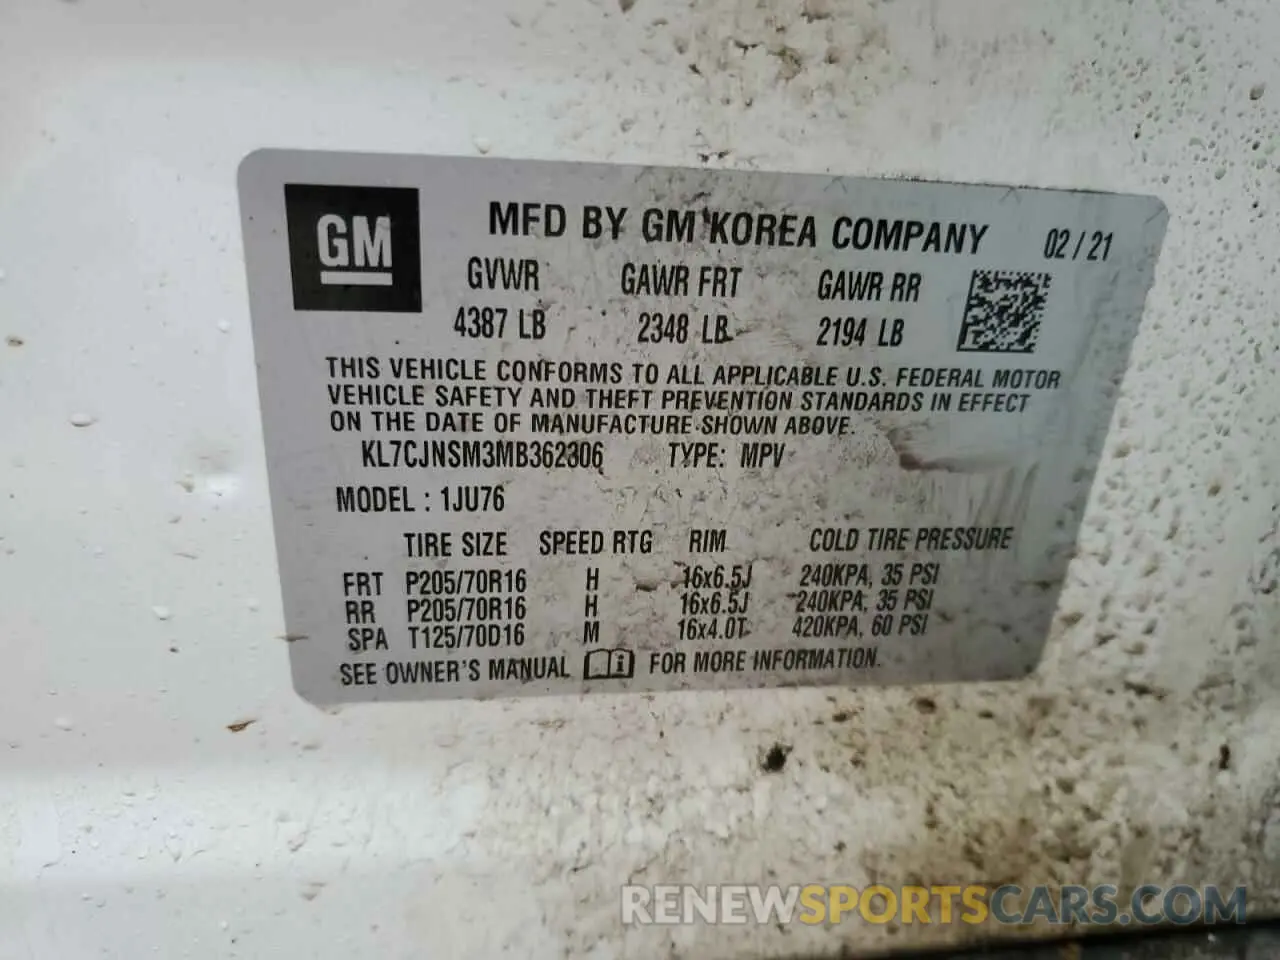 GM
MFD BY GM KOREA COMPANY 02/21
GVWR GAWR FRT GAWR RR
4387 LB 2348 LB 2194 LB
THIS VEHICLE CONFORMS TO ALL APPLICABLE U.S. FEDERAL MOTOR
VEHICLE SAFETY AND THEFT PREVENTION STANDARDS IN EFFECT
ON THE DATE OF MANUFACTURE SHOWN ABOVE.
KL7CJNSM3MB362306 TYPE: MPV
MODEL : 1JU76
TIRE SIZE SPEED RTG RIM COLD TIRE PRESSURE
FRT P205/70R16 H 16x6.5J 240KPA, 35 PSI
RR P205/70R16 H 16x6.5J 240KPA, 35 PSI
SPA T125/70D16 M 16x4.0T 420KPA, 60 PSI
SEE OWNER'S MANUAL i FOR MORE INFORMATION.
RENEWSPORTSCARS.COM